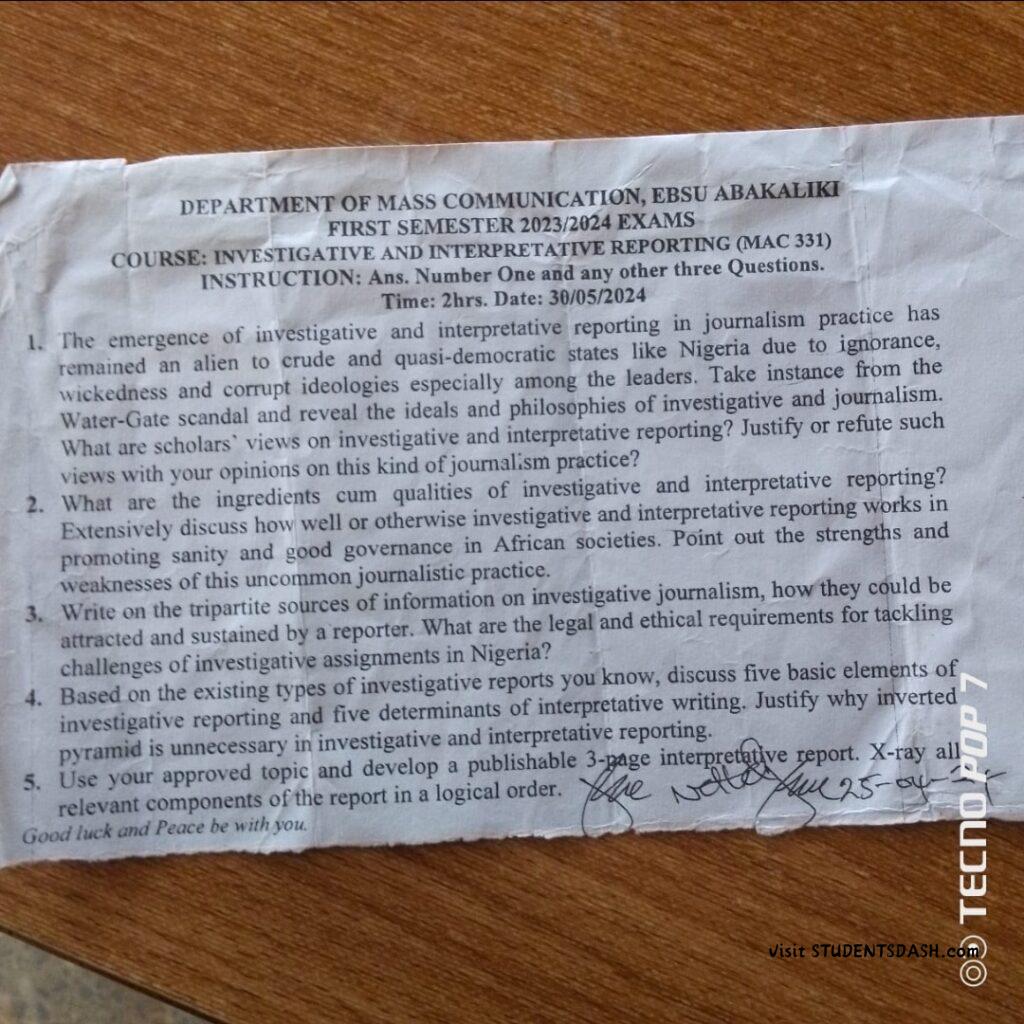 DEPARTMENT OF MASS COMMUNICATION, EBSU ABAKALIKI
FIRST SEMESTER 2023/2024 EXAMS
COURSE: INVESTIGATIVE AND INTERPRETATIVE REPORTING (MAC 331)
INSTRUCTION: Ans. Number One and any other three Questions.
Time: 2hrs. Date: 30/05/2024
1. The emergence of investigative and interpretative reporting in journalism practice has
remained an alien to crude and quasi-democratic states like Nigeria due to ignorance,
wickedness and corrupt ideologies especially among the leaders. Take instance from the
Water-Gate scandal and reveal the ideals and philosophies of investigative and journalism.
What are scholars` views on investigative and interpretative reporting? Justify or refute such
views with your opinions on this kind of journalism practice?
2. What are the ingredients cum qualities of investigative and interpretative reporting?
Extensively discuss how well or otherwise investigative and interpretative reporting works in
promoting sanity and good governance in African societies. Point out the strengths and
weaknesses of this uncommon journalistic practice.
3. Write on the tripartite sources of information on investigative journalism, how they could be
attracted and sustained by a reporter. What are the legal and ethical requirements for tackling
challenges of investigative assignments in Nigeria?
4. Based on the existing types of investigative reports you know, discuss five basic elements of
investigative reporting and five determinants of interpretative writing. Justify why inverted
pyramid is unnecessary in investigative and interpretative reporting.
5. Use your approved topic and develop a publishable 3-page interpretative report. X-ray all
relevant components of the report in a logical order.
Good luck and Peace be with you.
TECNO POP 7
Visit STUDENTSDASH.com